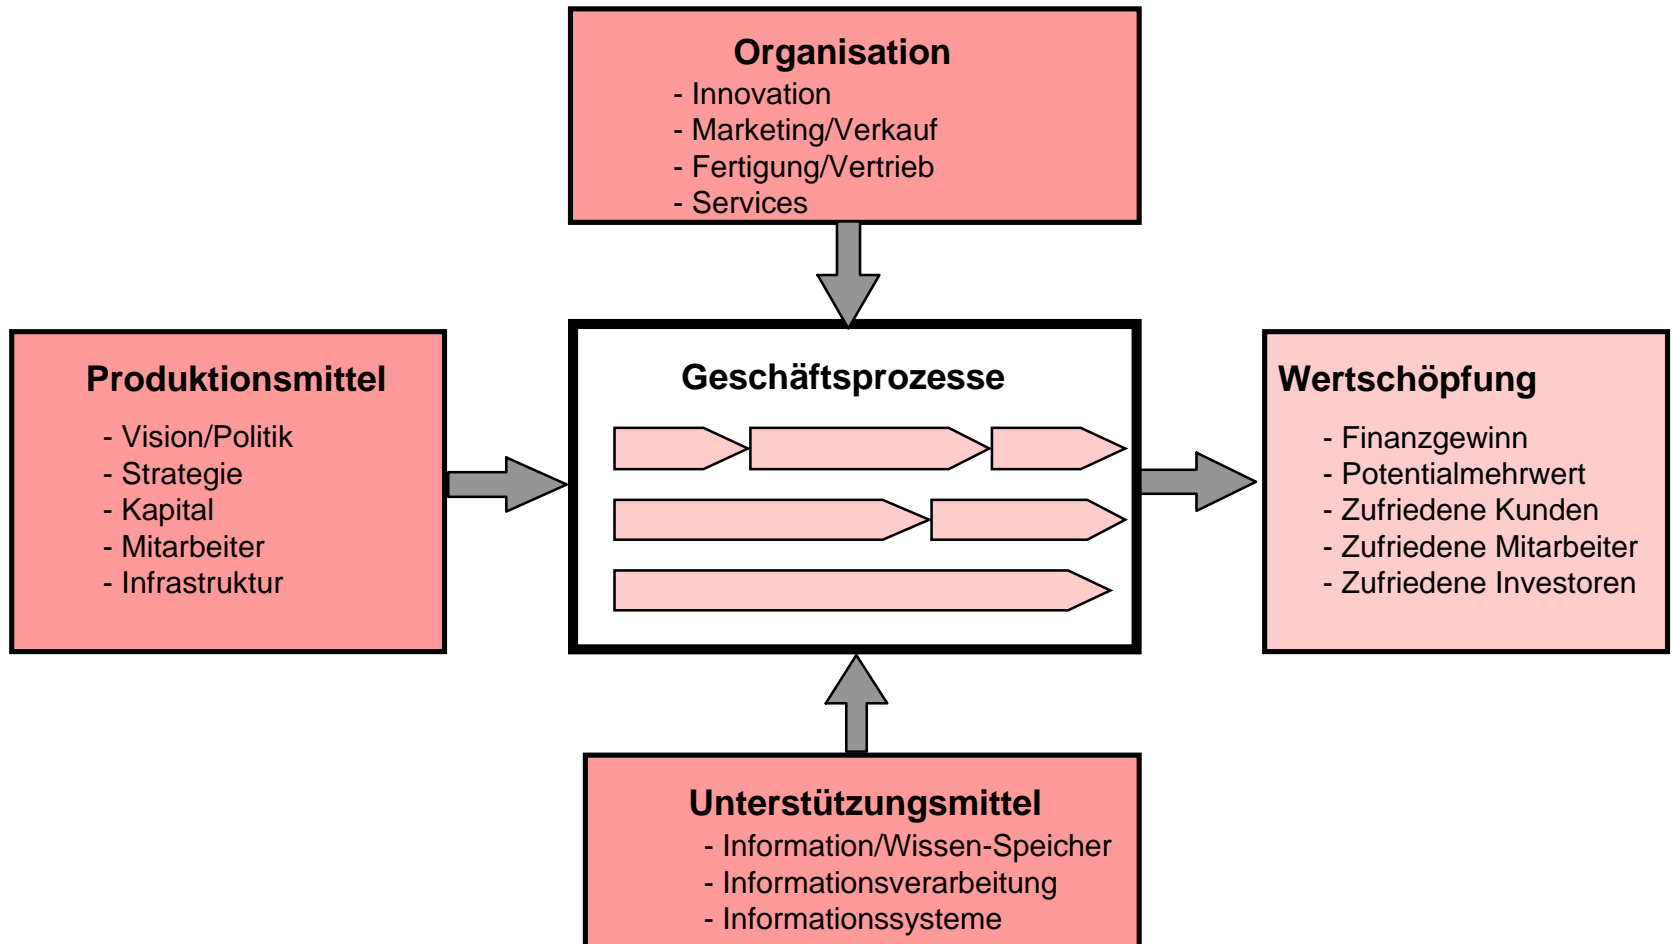 Organisation
- Innovation
- Marketing/Verkauf
- Fertigung/Vertrieb
- Services
Produktionsmittel
- Vision/Politik
- Strategie
- Kapital
- Mitarbeiter
- Infrastruktur
Geschäftsprozesse
Wertschöpfung
- Finanzgewinn
- Potentialmehrwert
- Zufriedene Kunden
- Zufriedene Mitarbeiter
- Zufriedene Investoren
Unterstützungsmittel
- Information/Wissen-Speicher
- Informationsverarbeitung
- Informationssysteme